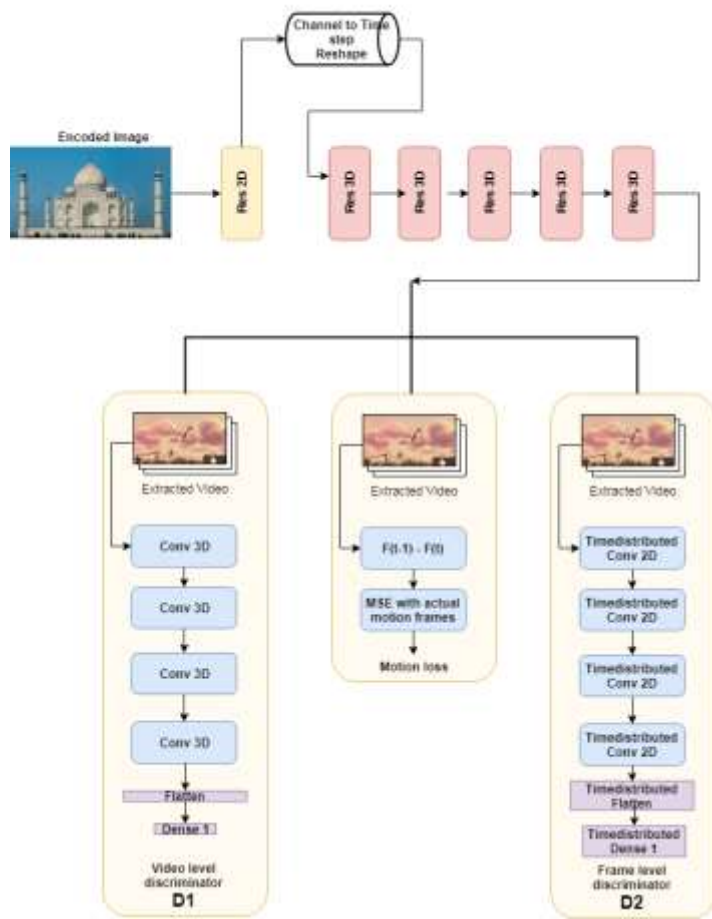 Channel to Time
step
Reshape
Encoded Image
Res 2D
Res 3D
Res 3D
Res 3D
Res 3D
Res 3D
Extracted Video
Conv 3D
Conv 3D
Conv 3D
Conv 3D
Flatten
Dense 1
Video level
discriminator
D1
Extracted Video
F(t-1) - F(t)
MSE with actual
motion frames
Motion loss
Extracted Video
Timedistributed
Conv 2D
Timedistributed
Conv 2D
Timedistributed
Conv 2D
Timedistributed
Conv 2D
Timedistributed
Flatten
Timedistributed
Dense 1
Frame level
discriminator
D2